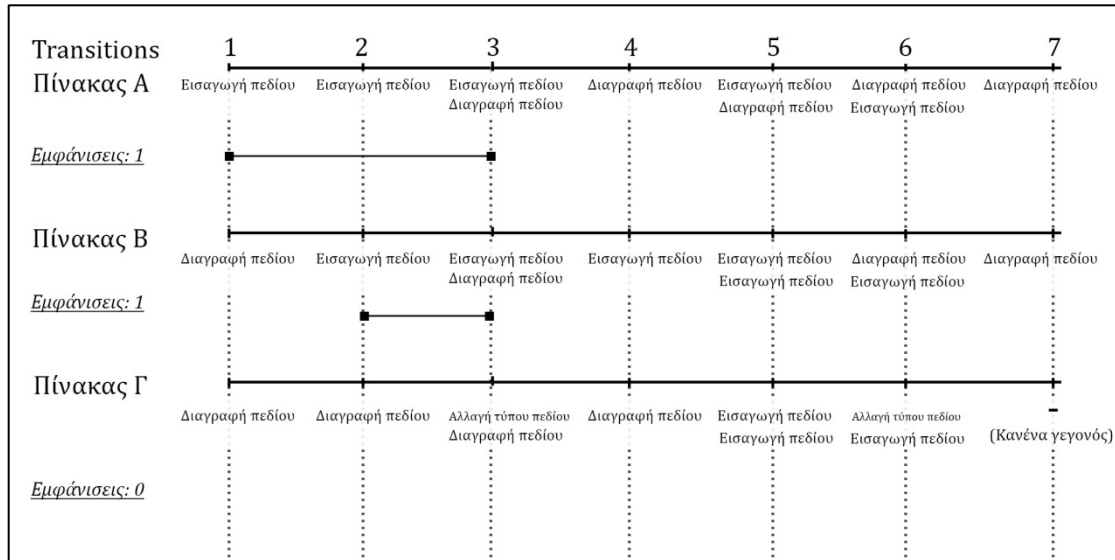 Transitions 1 2 3 4 5 6 7
Πίνακας Α
Εισαγωγή πεδίου Εισαγωγή πεδίου Εισαγωγή πεδίου Διαγραφή πεδίου Εισαγωγή πεδίου Διαγραφή πεδίου Διαγραφή πεδίου
Διαγραφή πεδίου Διαγραφή πεδίου Εισαγωγή πεδίου
Εμφάνισεις: 1
Πίνακας Β
Διαγραφή πεδίου Εισαγωγή πεδίου Εισαγωγή πεδίου Εισαγωγή πεδίου Εισαγωγή πεδίου Διαγραφή πεδίου Διαγραφή πεδίου
Διαγραφή πεδίου Εισαγωγή πεδίου Εισαγωγή πεδίου
Εμφάνισεις: 1
Πίνακας Γ
Διαγραφή πεδίου Διαγραφή πεδίου Αλλαγή τύπου πεδίου Διαγραφή πεδίου Εισαγωγή πεδίου Αλλαγή τύπου πεδίου -
Διαγραφή πεδίου Εισαγωγή πεδίου Εισαγωγή πεδίου (Κανένα γεγονός)
Εμφάνισεις: 0